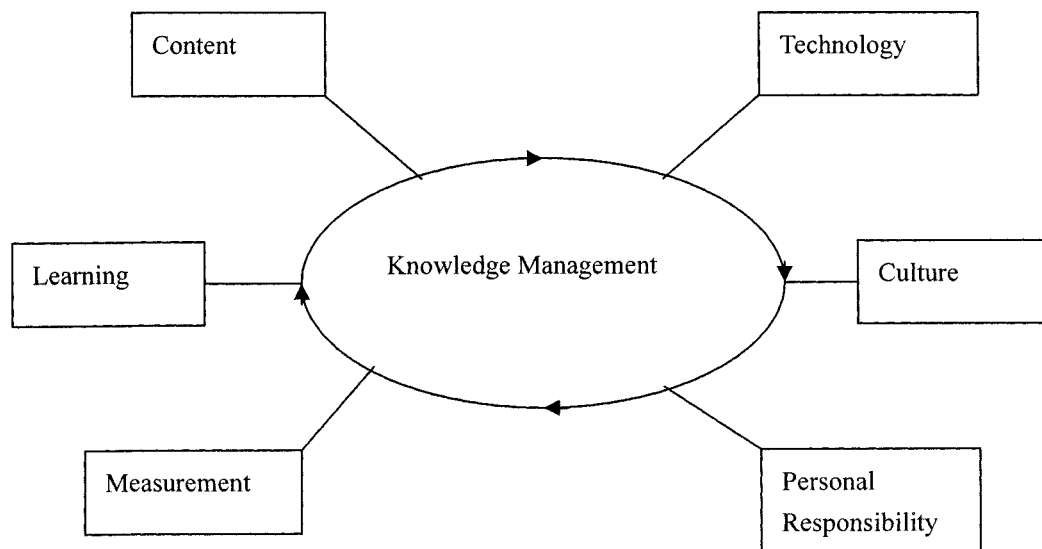 Content
Technology
Learning
Knowledge Management
Culture
Measurement
Personal
Responsibility